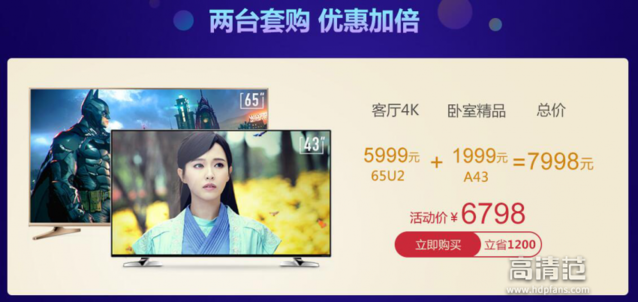 两台套购 优惠加倍
65"
43"
客厅4K 卧室精品 总价
5999元 + 1999元 =7998元
65U2 A43
活动价¥6798
立即购买 立省1200
高清范
www.hdpfans.com